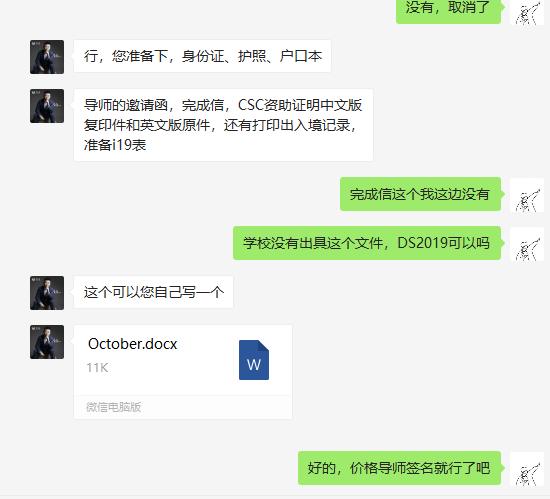 没有，取消了
行，您准备下，身份证、护照、户口本
导师的邀请函，完成信，CSC资助证明中文版
复印件和英文版原件，还有打印出入境记录，
准备i19表
完成信这个我这边没有
学校没有出具这个文件，DS2019可以吗
这个可以您自己写一个
October.docx
11K
W
微信电脑版
好的，价格导师签名就行了吧